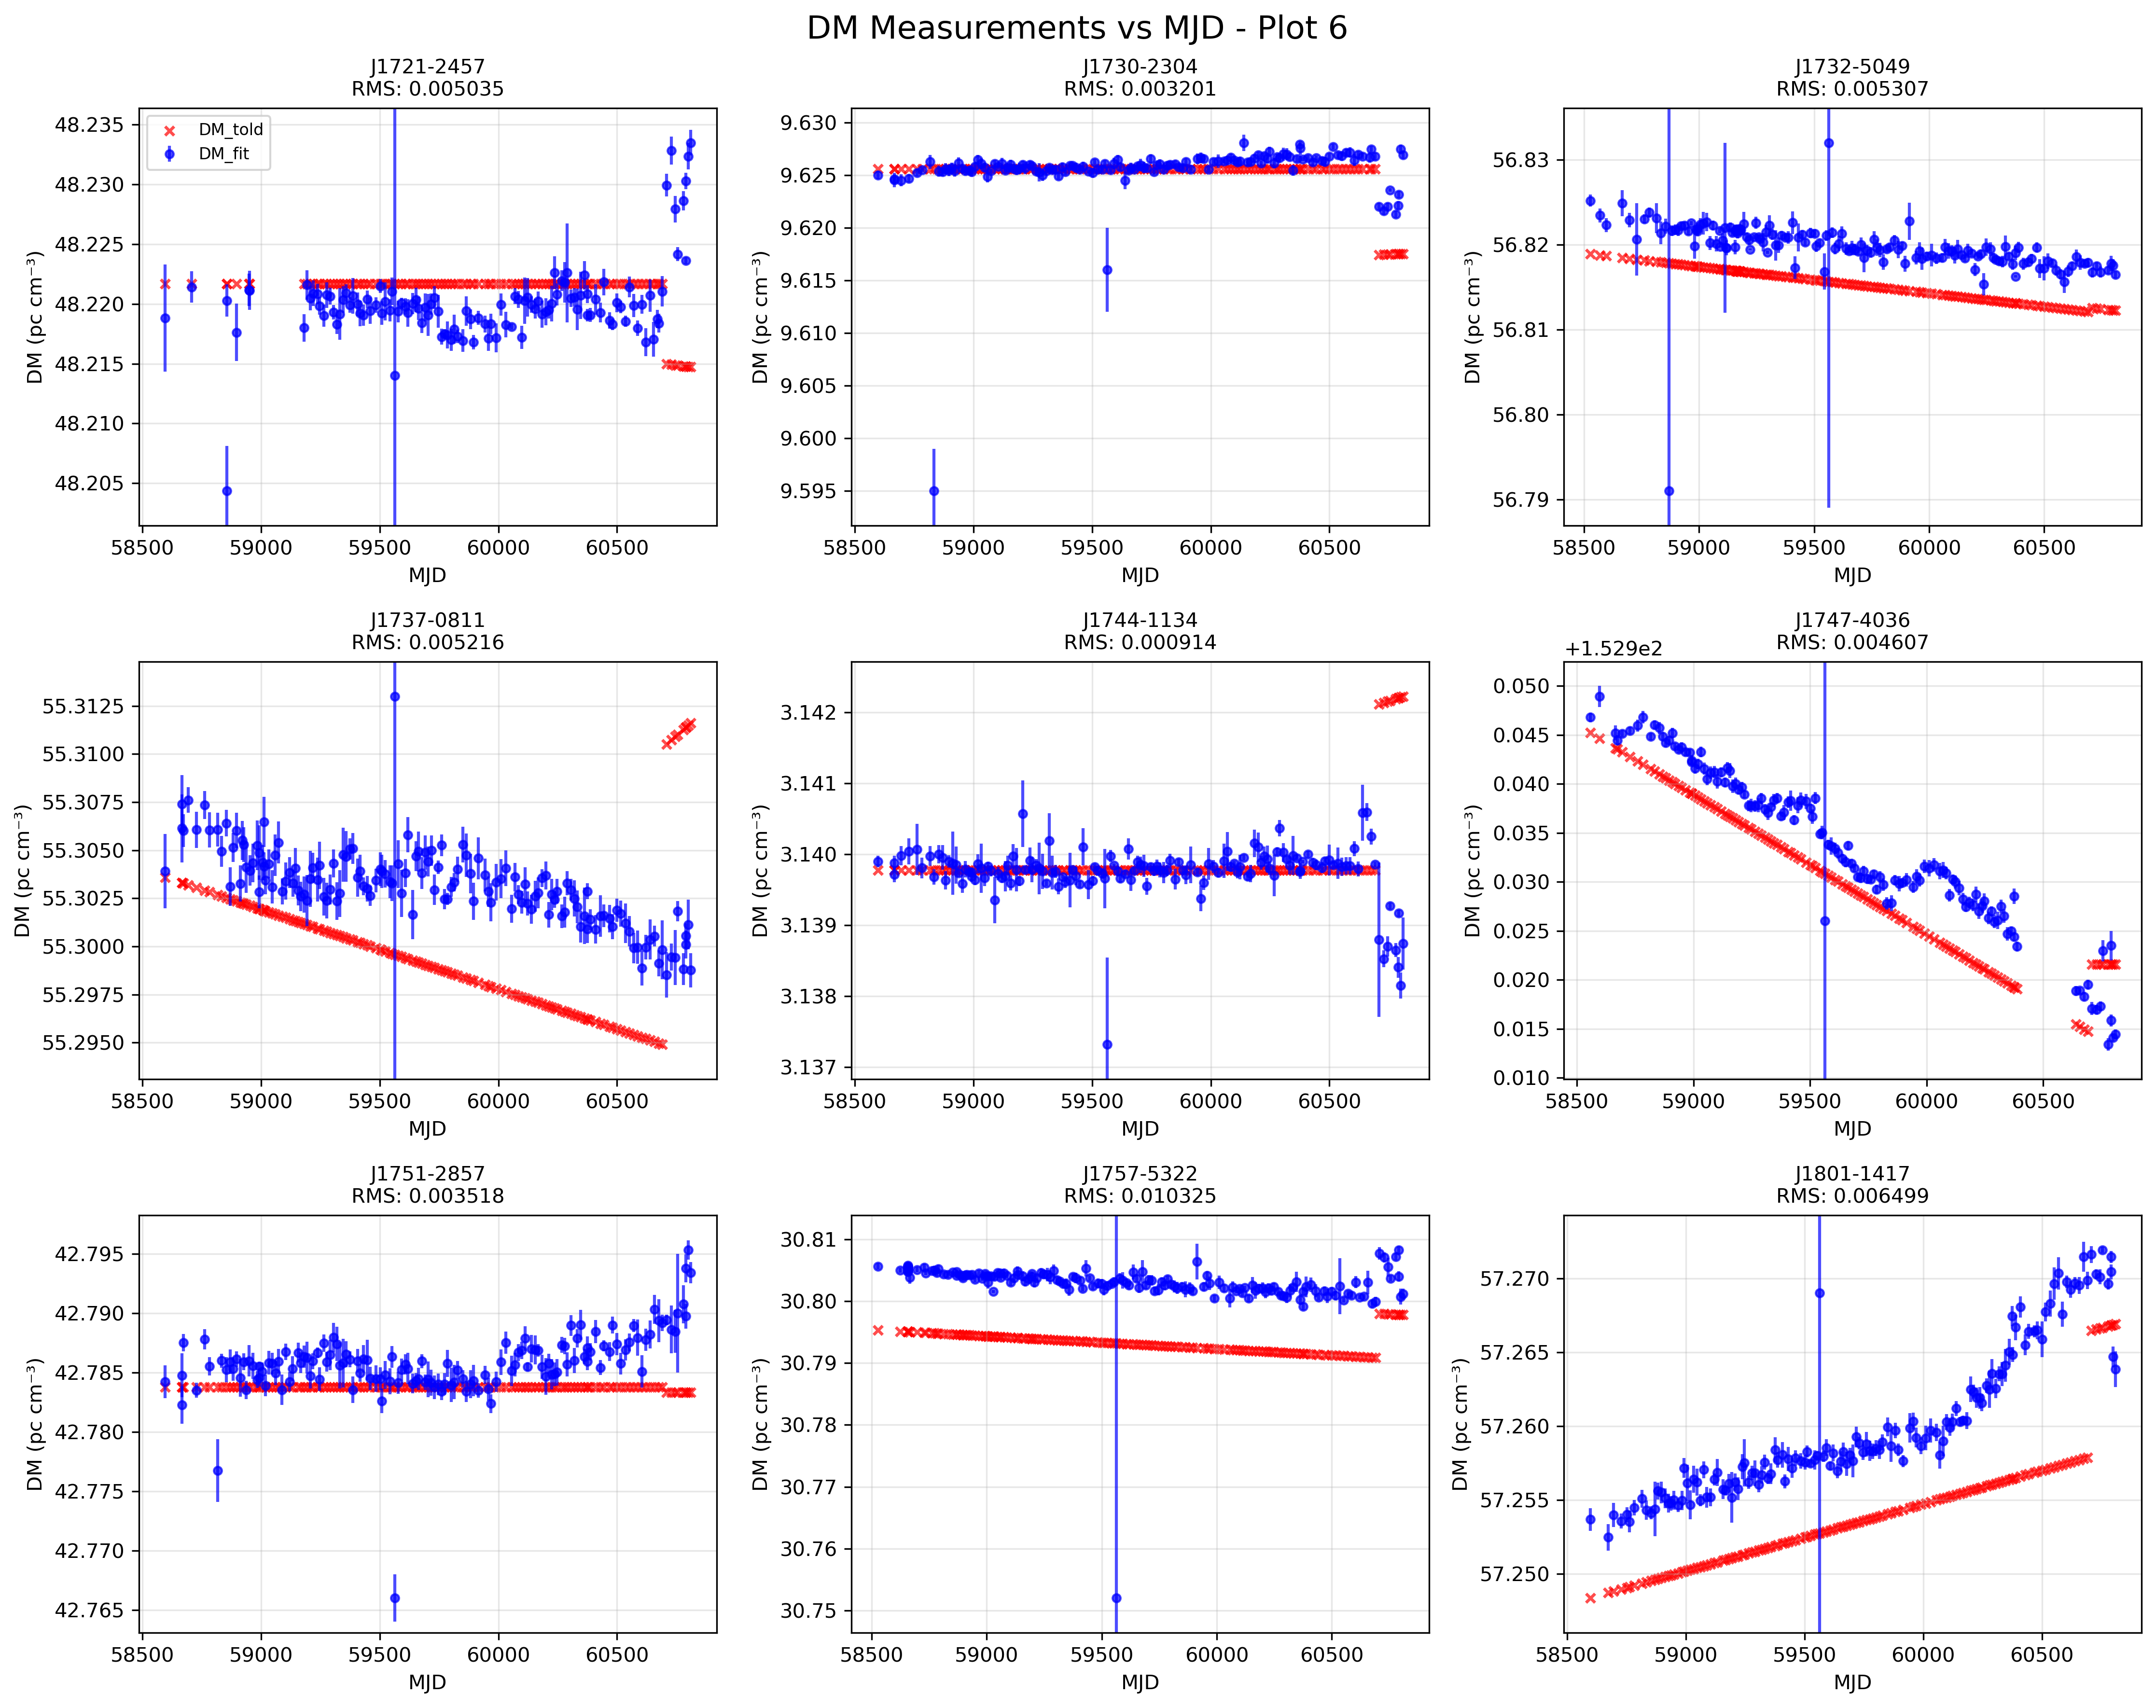 DM Measurements vs MJD - Plot 6
J1721-2457
RMS: 0.005035
DM_told
DM_fit
48.235
48.230
48.225
48.220
48.215
48.210
48.205
DM (pc cm⁻³)
58500 59000 59500 60000 60500
MJD
J1730-2304
RMS: 0.003201
9.630
9.625
9.620
9.615
9.610
9.605
9.600
9.595
DM (pc cm⁻³)
58500 59000 59500 60000 60500
MJD
J1732-5049
RMS: 0.005307
56.83
56.82
56.81
56.80
56.79
DM (pc cm⁻³)
58500 59000 59500 60000 60500
MJD
J1737-0811
RMS: 0.005216
55.3125
55.3100
55.3075
55.3050
55.3025
55.3000
55.2975
55.2950
DM (pc cm⁻³)
58500 59000 59500 60000 60500
MJD
J1744-1134
RMS: 0.000914
3.142
3.141
3.140
3.139
3.138
3.137
DM (pc cm⁻³)
58500 59000 59500 60000 60500
MJD
J1747-4036
RMS: 0.004607
+1.529e2
0.050
0.045
0.040
0.035
0.030
0.025
0.020
0.015
0.010
DM (pc cm⁻³)
58500 59000 59500 60000 60500
MJD
J1751-2857
RMS: 0.003518
42.795
42.790
42.785
42.780
42.775
42.770
42.765
DM (pc cm⁻³)
58500 59000 59500 60000 60500
MJD
J1757-5322
RMS: 0.010325
30.81
30.80
30.79
30.78
30.77
30.76
30.75
DM (pc cm⁻³)
58500 59000 59500 60000 60500
MJD
J1801-1417
RMS: 0.006499
57.270
57.265
57.260
57.255
57.250
DM (pc cm⁻³)
58500 59000 59500 60000 60500
MJD